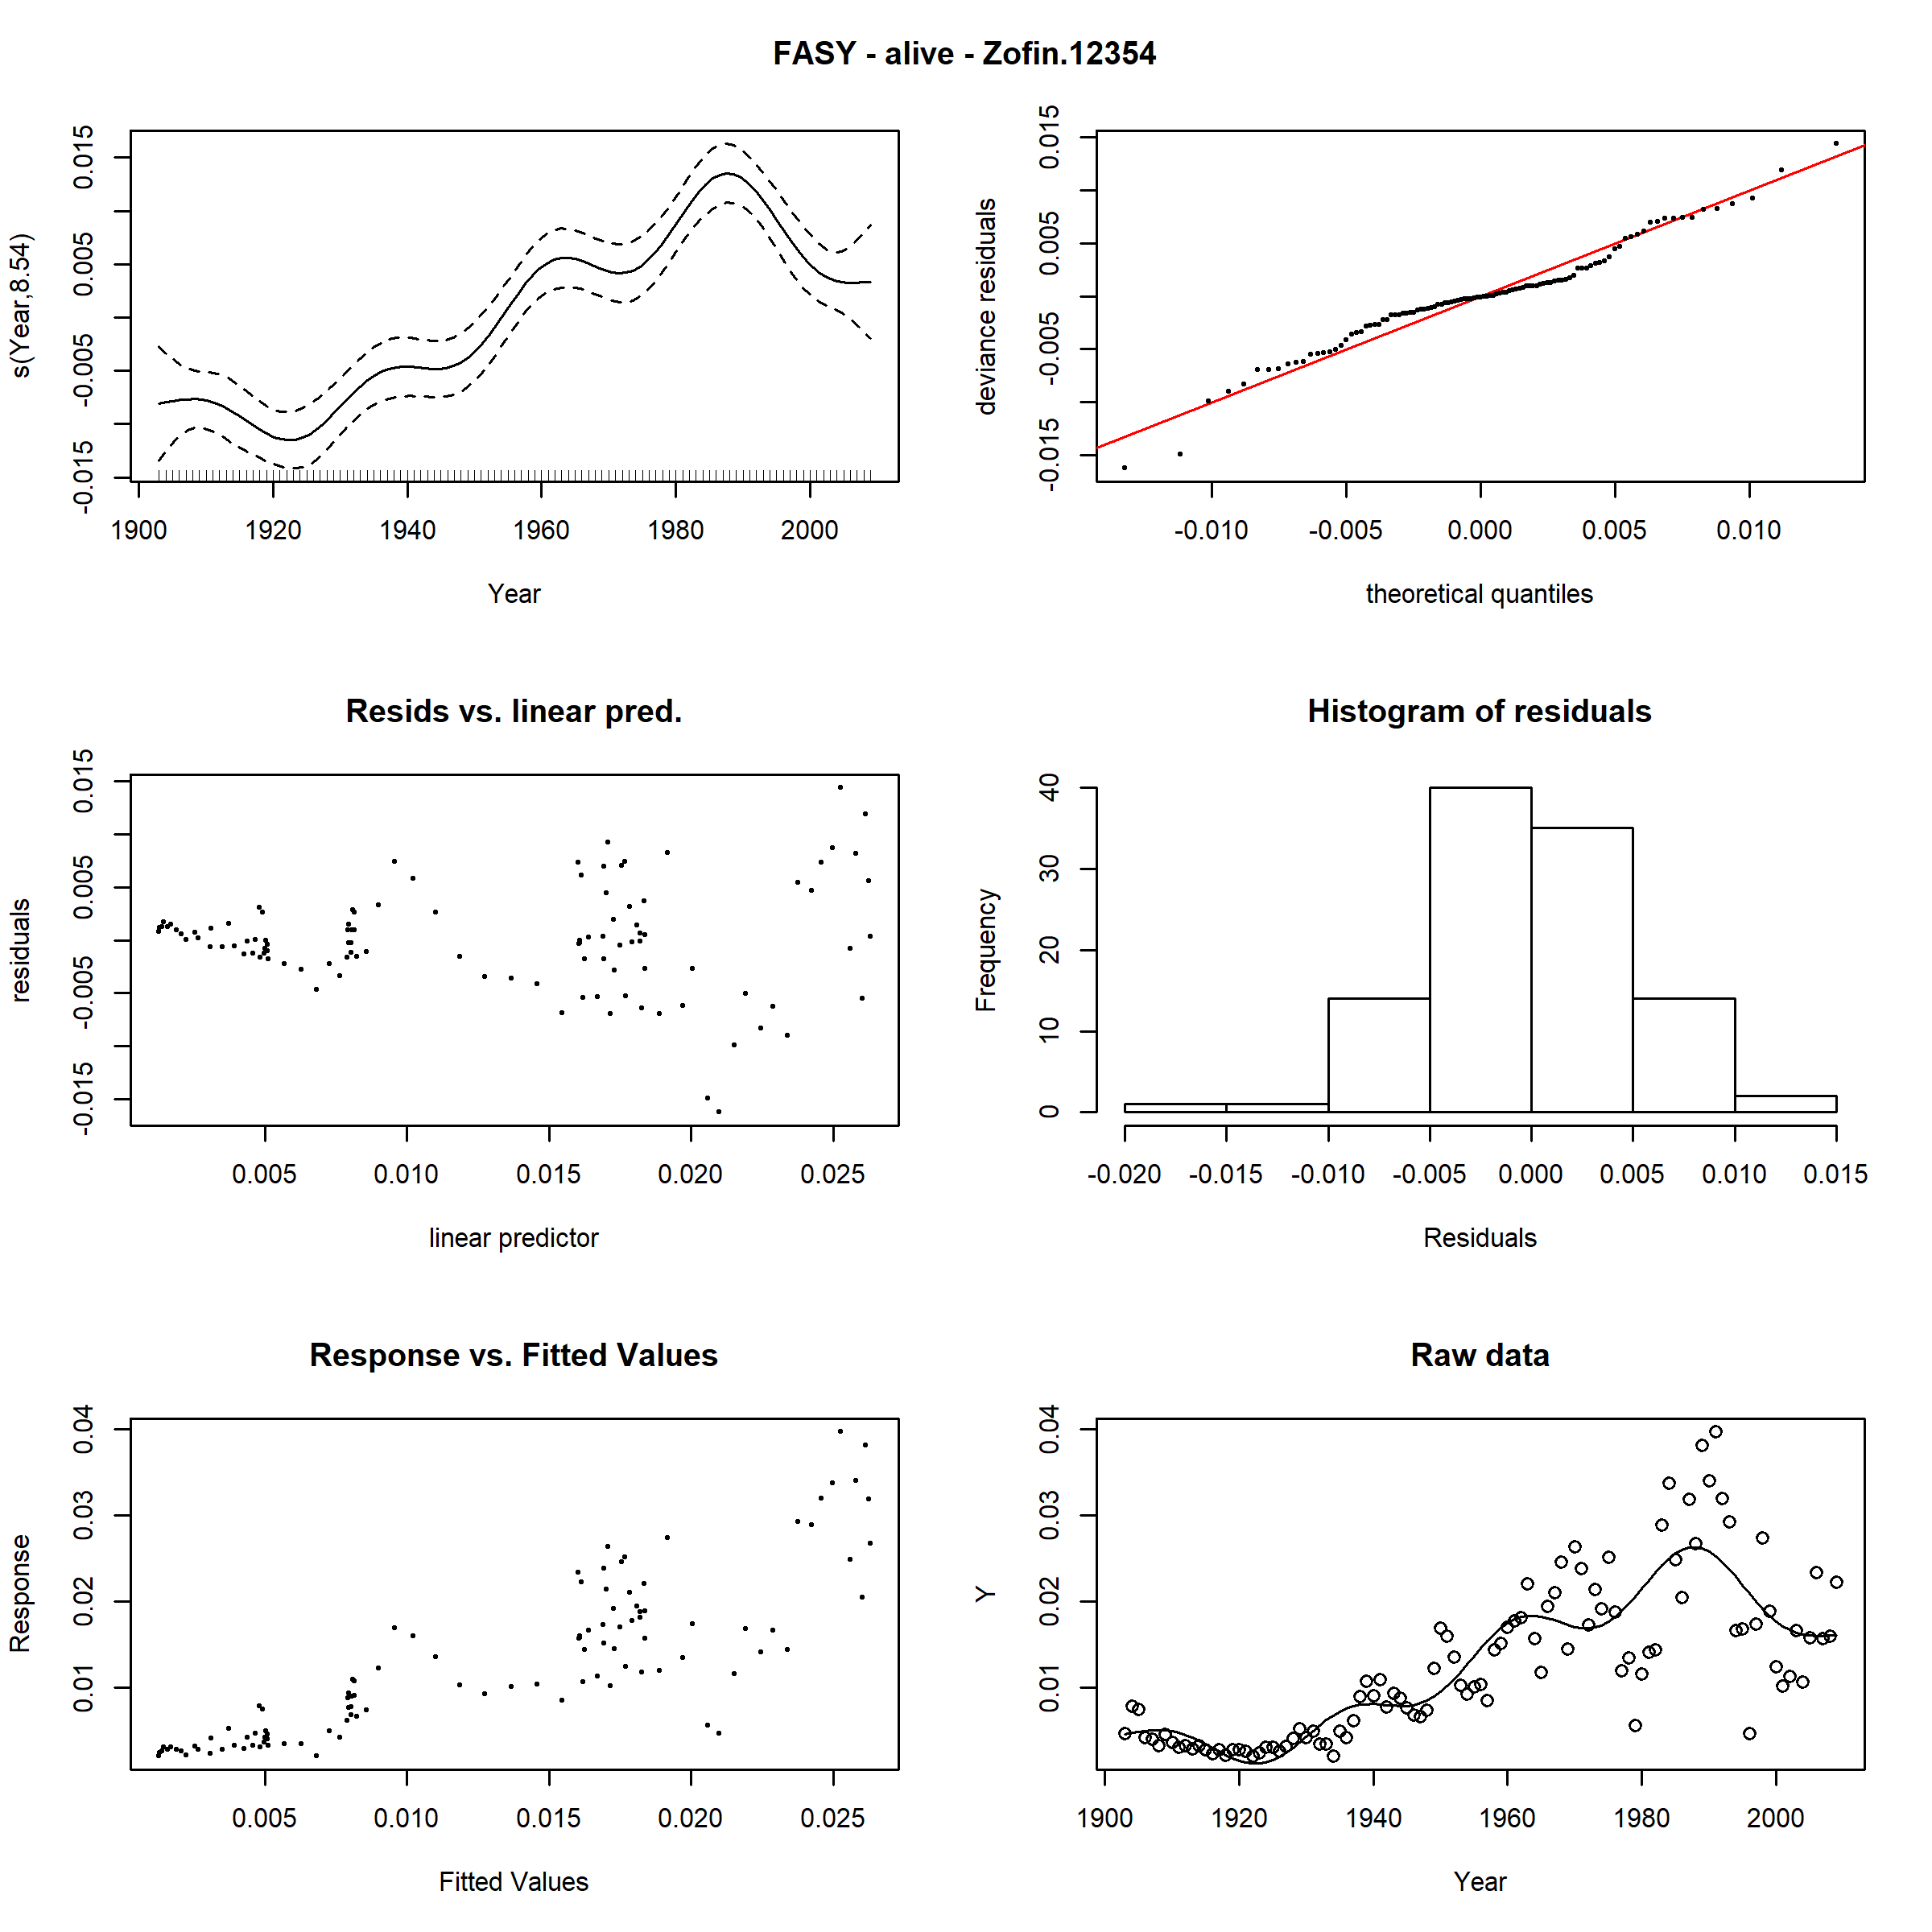 FASY - alive - Zofin.12354
s(Year,8.54)
-0.015 -0.005 0.005 0.015
1900 1920 1940 1960 1980 2000
Year
deviance residuals
-0.015 -0.005 0.005 0.015
-0.010 -0.005 0.000 0.005 0.010
theoretical quantiles
Resids vs. linear pred.
residuals
-0.015 -0.005 0.005 0.015
0.005 0.010 0.015 0.020 0.025
linear predictor
Histogram of residuals
Frequency
0 10 20 30 40
-0.020 -0.015 -0.010 -0.005 0.000 0.005 0.010 0.015
Residuals
Response vs. Fitted Values
Response
0.01 0.02 0.03 0.04
0.005 0.010 0.015 0.020 0.025
Fitted Values
Raw data
Y
0.01 0.02 0.03 0.04
1900 1920 1940 1960 1980 2000
Year